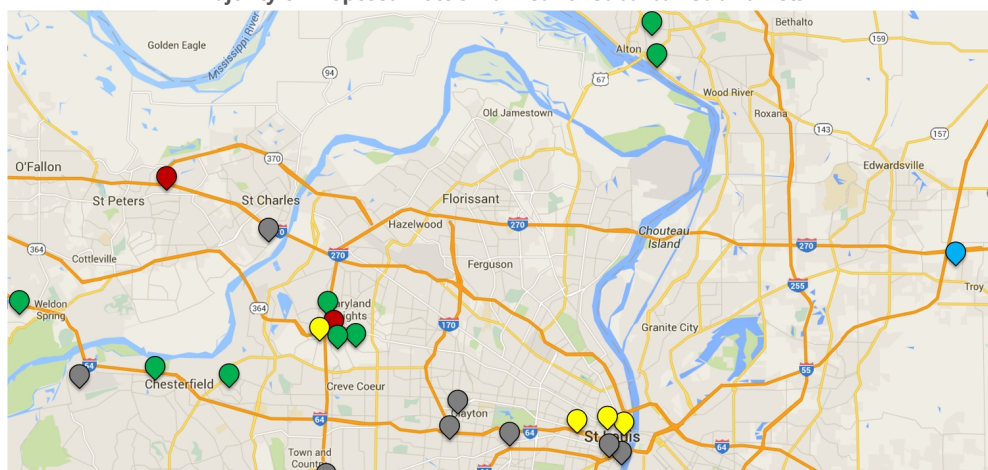 Bethalto
Golden Eagle
Mississippi River
Alton
159
94
67
Wood River
Old Jamestown
Roxana
143
157
370
O'Fallon
Edwardsville
St Peters
St Charles
Florissant
Hazelwood
270
Chouteau
Island
270
364
270
Cottleville
Ferguson
Troy
255
Weldon
Spring
364
170
Granite City
64
55
Chesterfield
Creve Coeur
Clayton
64
64
St Louis
64
Town and